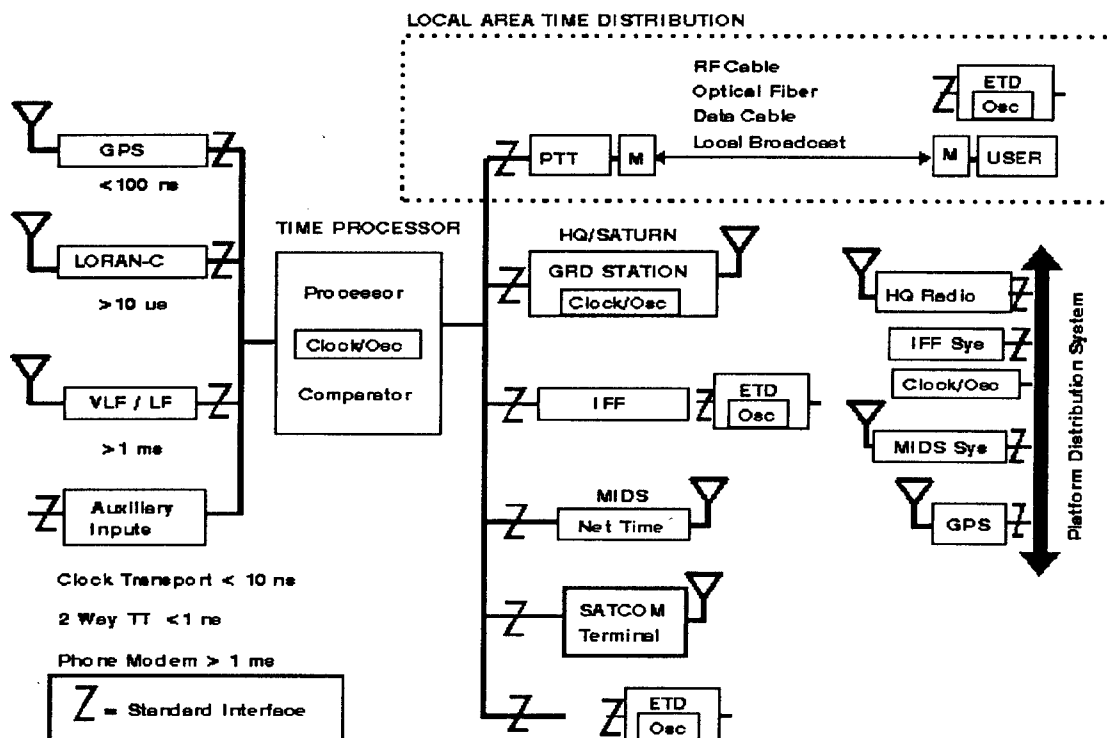 LOCAL AREA TIME DISTRIBUTION
RF Cable
Optical Fiber
Data Cable
Local Broadcast
ETD
Osc
PTT
M
M
USER
GPS
<100 ns
LORAN-C
>10 us
VLF / LF
>1 ms
Auxiliary
Inputs
Clock Transport < 10 ns
2 Way TT <1 ns
Phone Modem > 1 ms
Z = Standard Interface
TIME PROCESSOR
Processor
Clock/Osc
Comparator
HQ/SATURN
GRD STATION
Clock/Osc
IFF
ETD
Osc
MIDS
Net Time
SATCOM
Terminal
ETD
Osc
HQ Radio
IFF Sys
Clock/Osc
MIDS Sys
GPS
Platform Distribution System